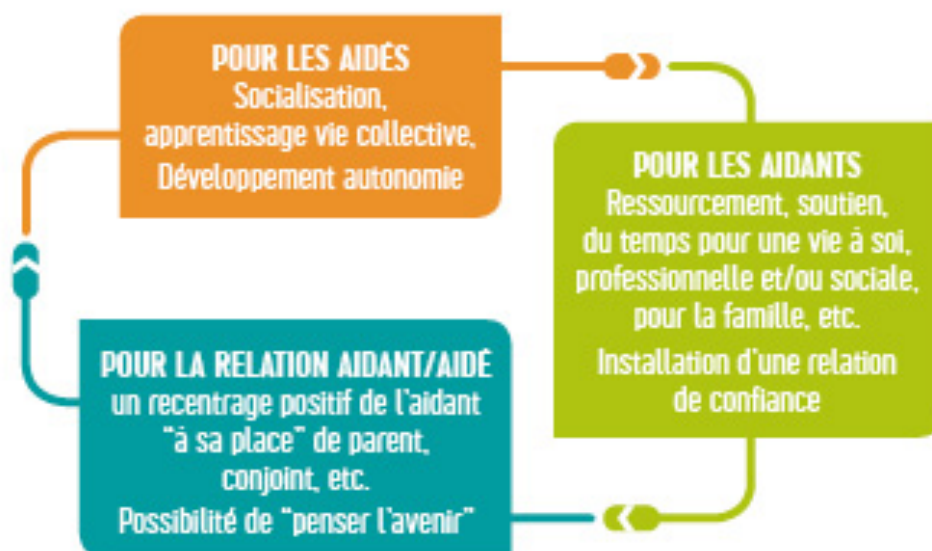 POUR LES AIDÉS
Socialisation,
apprentissage vie collective,
Développement autonomie
POUR LES AIDANTS
Ressourcement, soutien,
du temps pour une vie à soi,
professionnelle et/ou sociale,
pour la famille, etc.
Installation d'une relation
de confiance
POUR LA RELATION AIDANT/AIDÉ
un recentrage positif de l'aidant
"à sa place" de parent,
conjoint, etc.
Possibilité de "penser l'avenir"